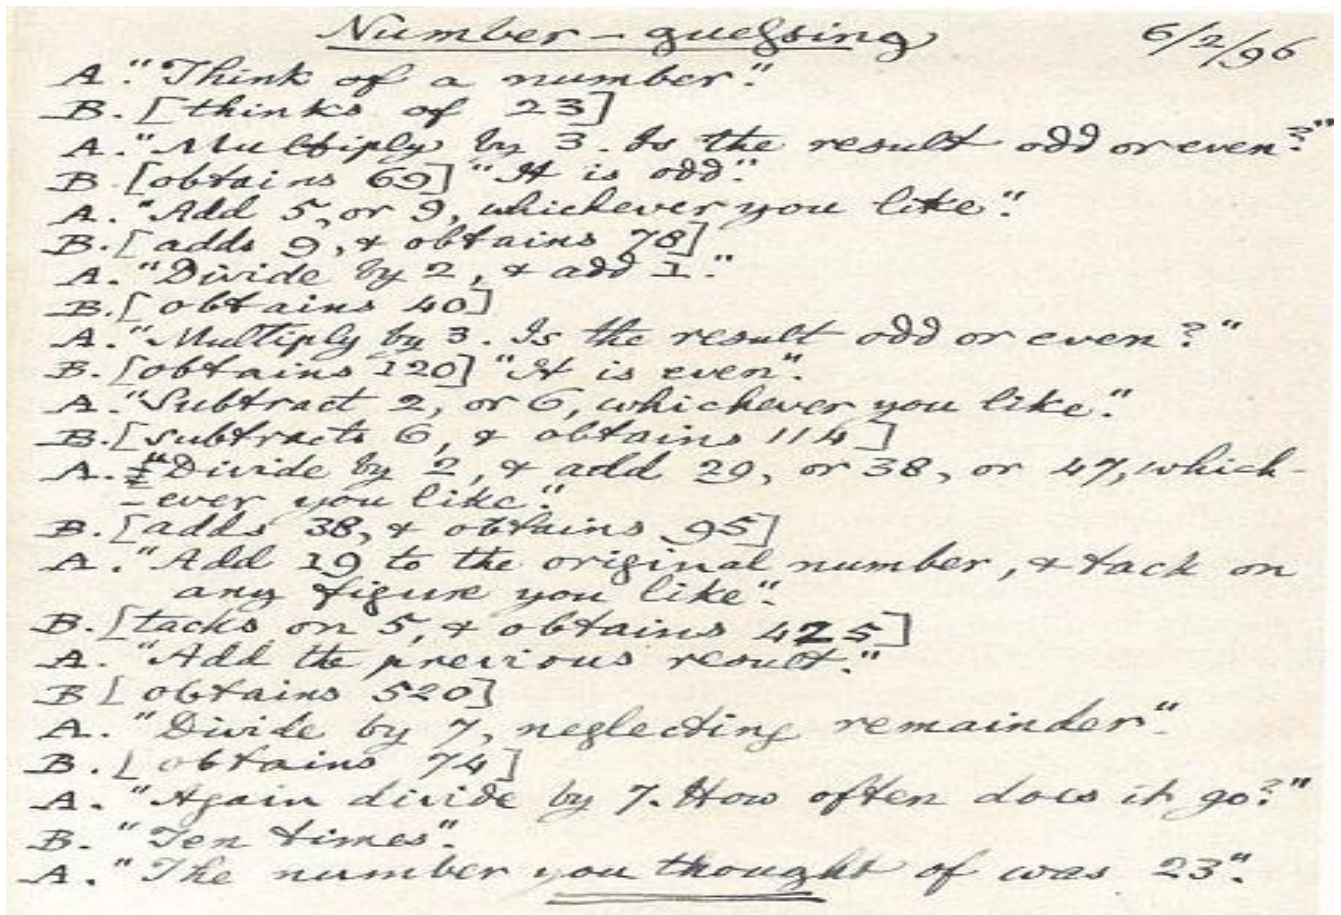 Number - guessing 6/2/96
A. "Think of a number."
B. [thinks of 23]
A. "Multiply by 3. Is the result odd or even?"
B. [obtains 69] "It is odd."
A. "Add 5, or 9, whichever you like".
B. [adds 9, & obtains 78]
A. "Divide by 2, & add 1."
B. [obtains 40]
A. "Multiply by 3. Is the result odd or even?"
B. [obtains 120] "It is even".
A. "Subtract 2, or 6, whichever you like."
B. [subtracts 6, & obtains 114]
A. "Divide by 2, & add 29, or 38, or 47, which-
-ever you like."
B. [adds 38, & obtains 95]
A. "Add 19 to the original number, & tack on
any figure you like".
B. [tacks on 5, & obtains 425]
A. "Add the previous result."
B [obtains 520]
A. "Divide by 7, neglecting remainder".
B. [obtains 74]
A. "Again divide by 7. How often does it go?"
B. "Ten times".
A. "The number you thought of was 23".